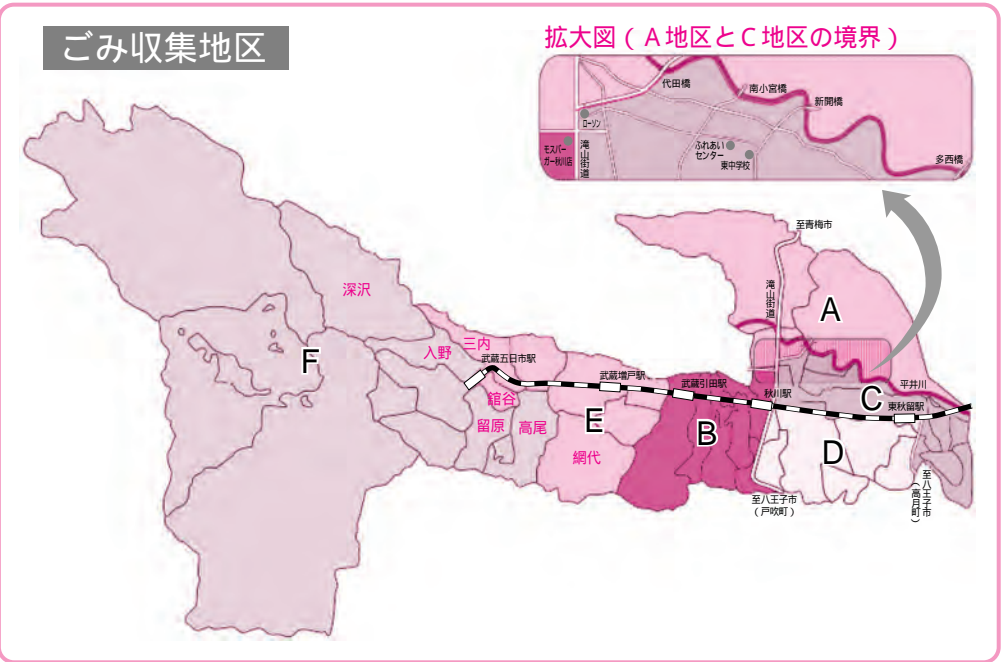 ごみ収集地区
拡大図(A地区とC地区の境界)
代田橋
南小宮橋
新開橋
ローソン
ふれあい
センター
東中学校
モスバー
ガー秋川店
滝山街道
多西橋
至青梅市
滝山街道
A
深沢
入野
三内
武蔵五日市駅
F
武蔵増戸駅
武蔵引田駅
秋川駅
平井川
C
東秋留駅
舘谷
留原
高尾
E
網代
B
D
至八王子市
(戸吹町)
至八王子市
(高月町)